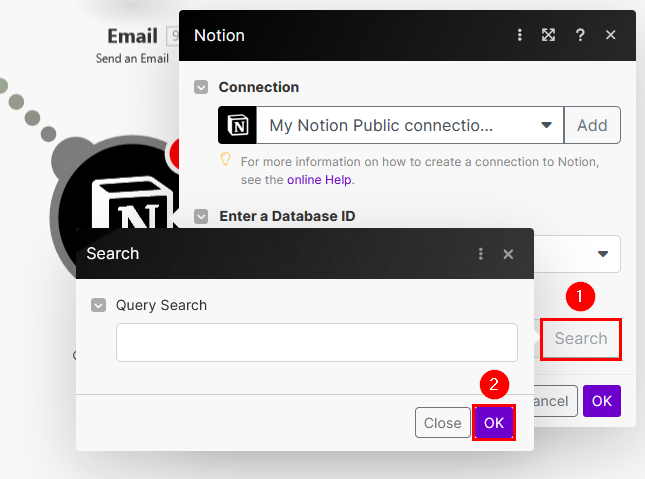 Email
Send an Email
Notion
Connection
N
My Notion Public connectio...
Add
For more information on how to create a connection to Notion,
see the online Help.
Enter a Database ID
Search
Query Search
1
Search
2
Close
OK
ancel
OK